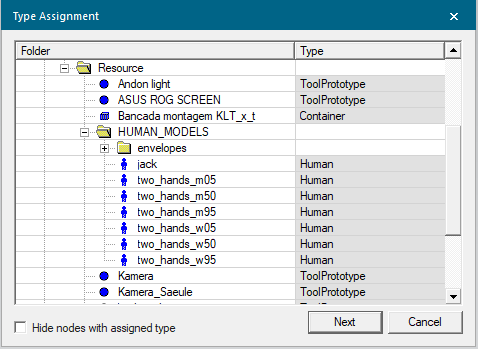 Type Assignment
Folder Type
Resource
Andon light ToolPrototype
ASUS ROG SCREEN ToolPrototype
Bancada montagem KLT_x_t Container
HUMAN_MODELS
envelopes
jack Human
two_hands_m05 Human
two_hands_m50 Human
two_hands_m95 Human
two_hands_w05 Human
two_hands_w50 Human
two_hands_w95 Human
Kamera ToolPrototype
Kamera_Saeule ToolPrototype
Hide nodes with assigned type
Next Cancel